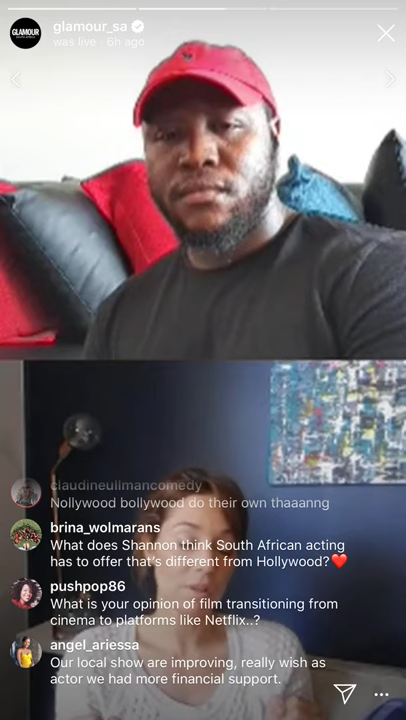 GLAMOUR
glamour_sa
was live · 6h ago
claudineullmancomedy
Nollywood bollywood do their own thaaanng
brina_wolmarans
What does Shannon think South African acting
has to offer that's different from Hollywood?❤️
pushpop86
What is your opinion of film transitioning from
cinema to platforms like Netflix..?
angel_ariessa
Our local show are improving, really wish as
actor we had more financial support.